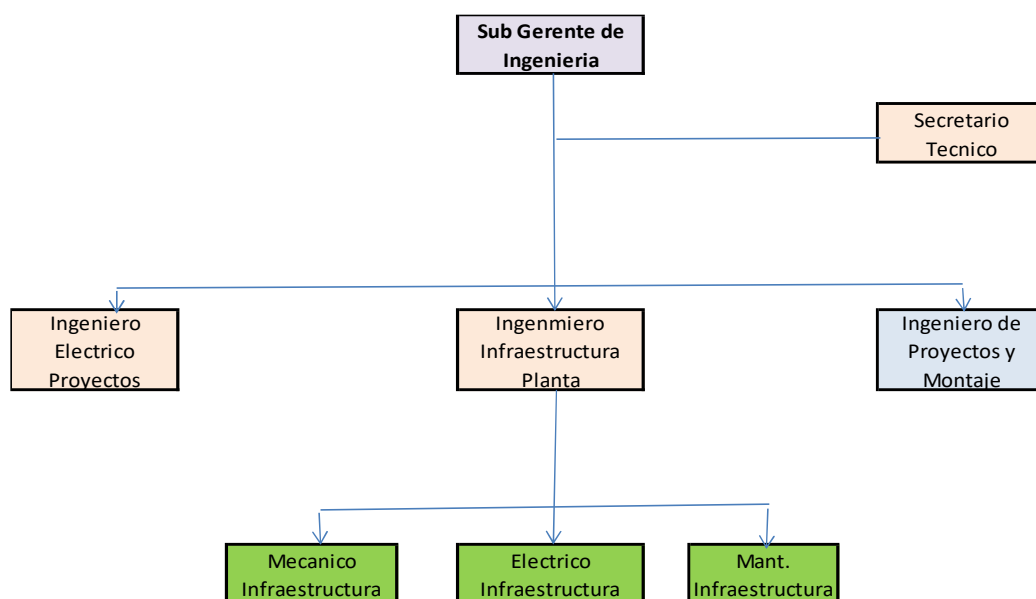 Sub Gerente de
Ingenieria
Secretario
Tecnico
Ingeniero
Electrico
Proyectos
Ingenmiero
Infraestructura
Planta
Ingeniero de
Proyectos y
Montaje
Mecanico
Infraestructura
Electrico
Infraestructura
Mant.
Infraestructura